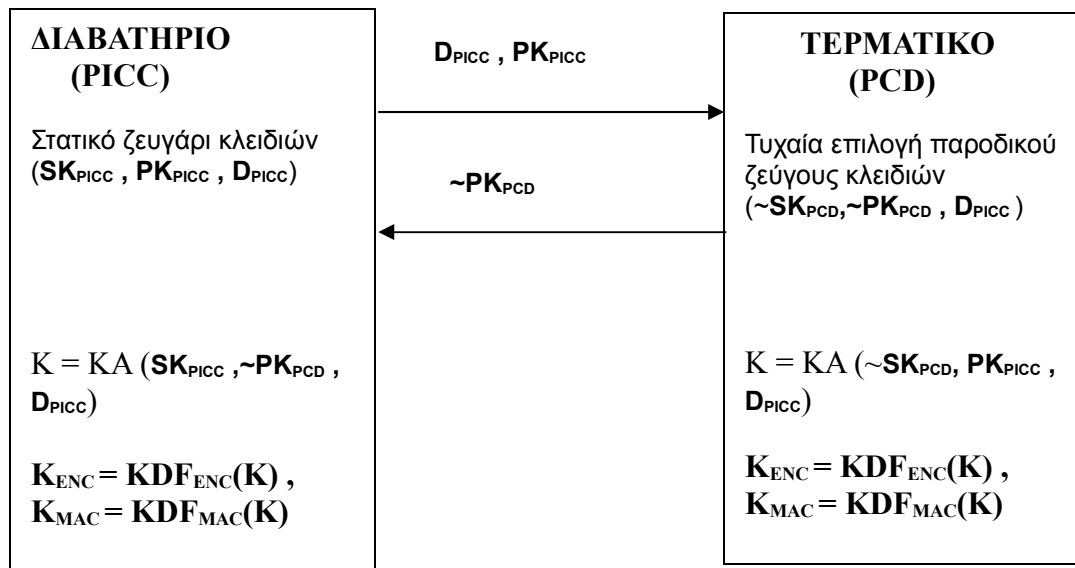 ΔΙΑΒΑΤΗΡΙΟ
(PICC)
Στατικό ζευγάρι κλειδιών
(SKPICC , PKPICC , DPICC)
K = KA (SKPICC ,~PKPCD ,
DPICC)
KENC = KDFENC(K) ,
KMAC = KDFMAC(K)
DPICC , PKPICC
~PKPCD
ΤΕΡΜΑΤΙΚΟ
(PCD)
Τυχαία επιλογή παροδικού
ζεύγους κλειδιών
(~SKPCD,~PKPCD , DPICC )
K = KA (~SKPCD, PKPICC ,
DPICC)
KENC = KDFENC(K) ,
KMAC = KDFMAC(K)